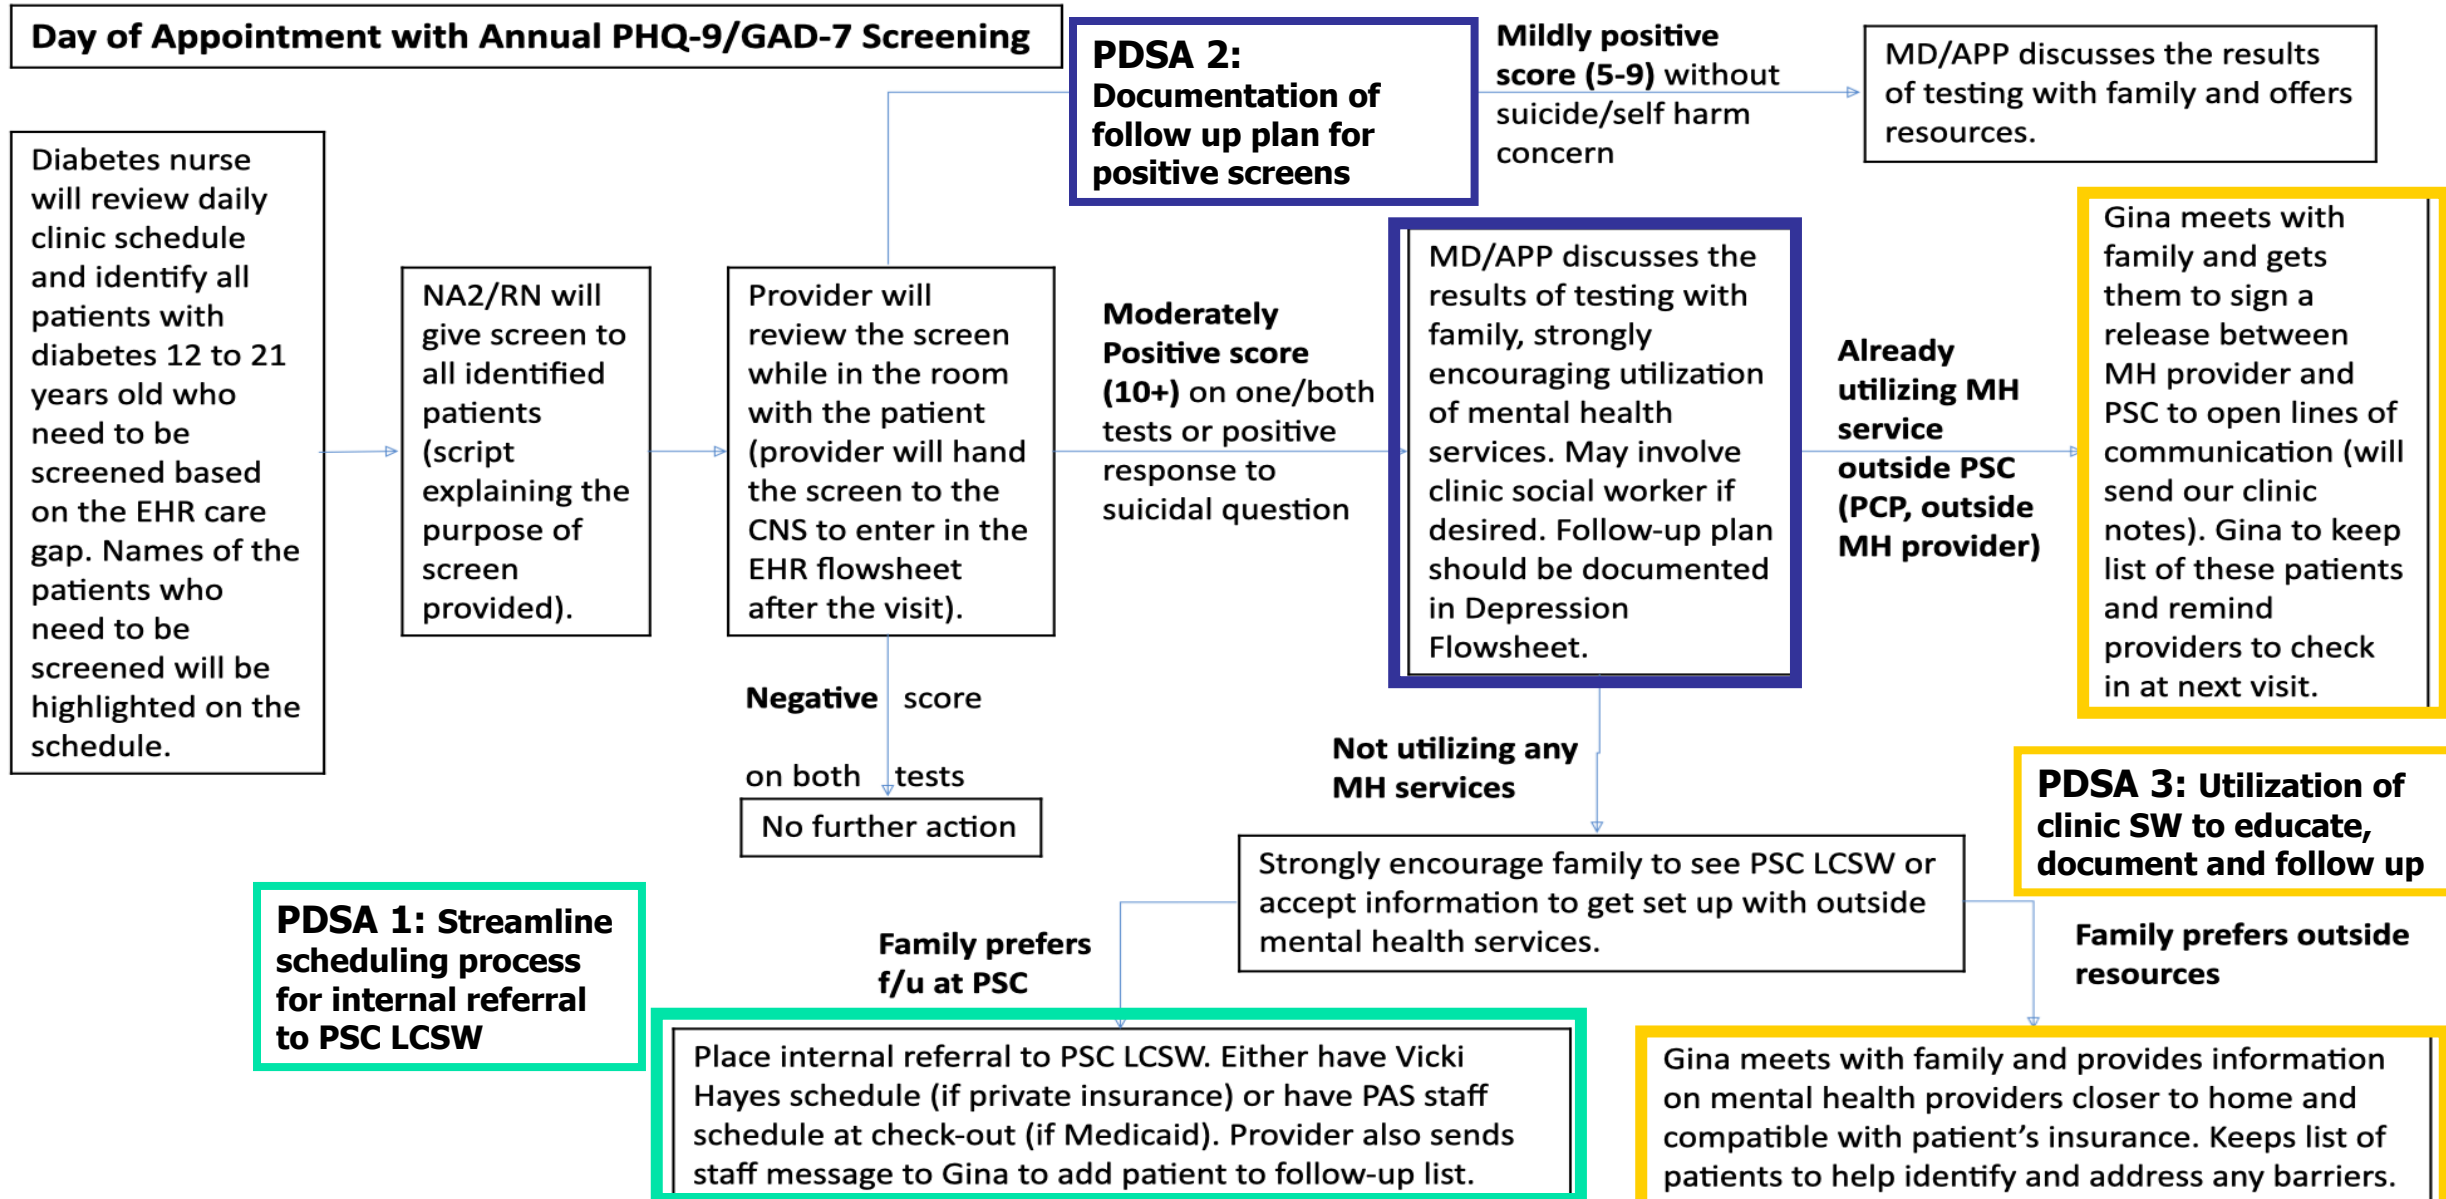 Day of Appointment with Annual PHQ-9/GAD-7 Screening
Diabetes nurse
will review daily
clinic schedule
and identify all
patients with
diabetes 12 to 21
years old who
need to be
screened based
on the EHR care
gap. Names of the
patients who
need to be
screened will be
highlighted on the
schedule.
NA2/RN will
give screen to
all identified
patients
(script
explaining the
purpose of
screen
provided).
Provider will
review the screen
while in the room
with the patient
(provider will hand
the screen to the
CNS to enter in the
EHR flowsheet
after the visit).
Negative score
on both tests
No further action
PDSA 2:
Documentation of
follow up plan for
positive screens
Mildly positive
score (5-9) without
suicide/self harm
concern
MD/APP discusses the results
of testing with family and offers
resources.
Moderately
Positive score
(10+) on one/both
tests or positive
response to
suicidal question
MD/APP discusses the
results of testing with
family, strongly
encouraging utilization
of mental health
services. May involve
clinic social worker if
desired. Follow-up plan
should be documented
in Depression
Flowsheet.
Already
utilizing MH
service
outside PSC
(PCP, outside
MH provider)
Gina meets with
family and gets
them to sign a
release between
MH provider and
PSC to open lines of
communication (will
send our clinic
notes). Gina to keep
list of these patients
and remind
providers to check
in at next visit.
Not utilizing any
MH services
PDSA 3: Utilization of
clinic SW to educate,
document and follow up
Strongly encourage family to see PSC LCSW or
accept information to get set up with outside
mental health services.
PDSA 1: Streamline
scheduling process
for internal referral
to PSC LCSW
Family prefers
f/u at PSC
Family prefers outside
resources
Place internal referral to PSC LCSW. Either have Vicki
Hayes schedule (if private insurance) or have PAS staff
schedule at check-out (if Medicaid). Provider also sends
staff message to Gina to add patient to follow-up list.
Gina meets with family and provides information
on mental health providers closer to home and
compatible with patient's insurance. Keeps list of
patients to help identify and address any barriers.